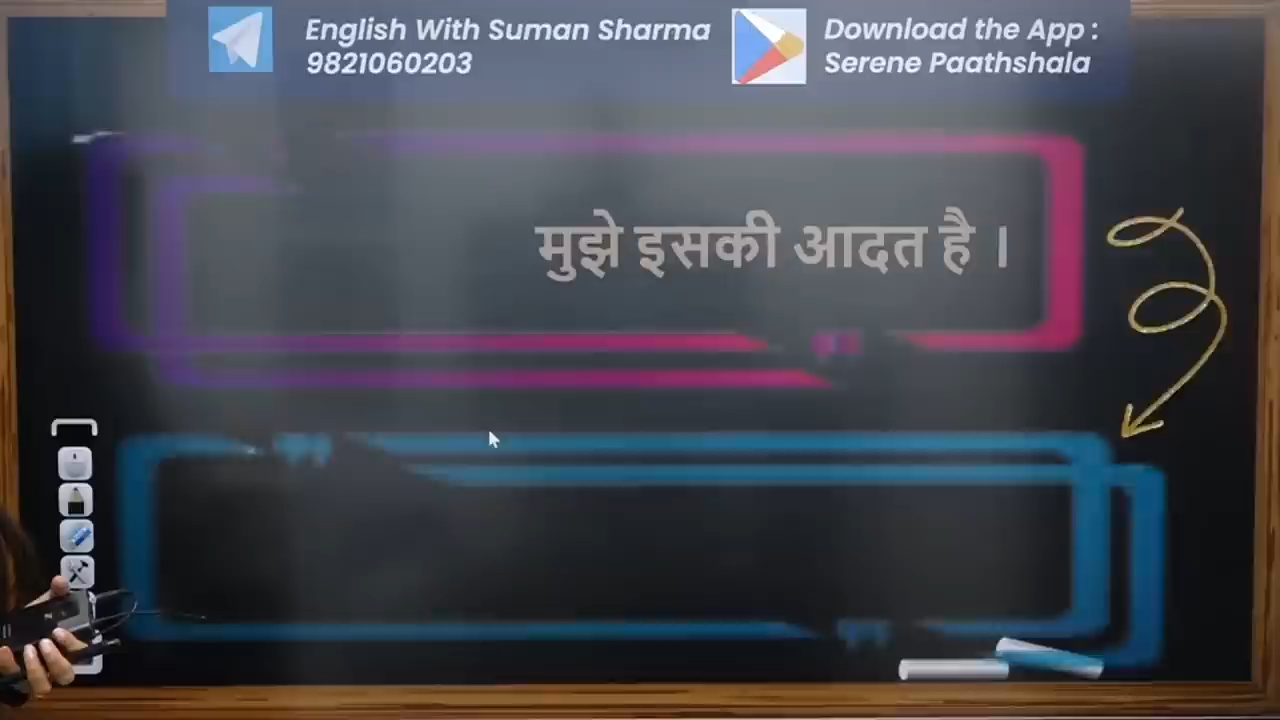 English With Suman Sharma
9821060203
Download the App :
Serene Paathshala
मुझे इसकी आदत है ।